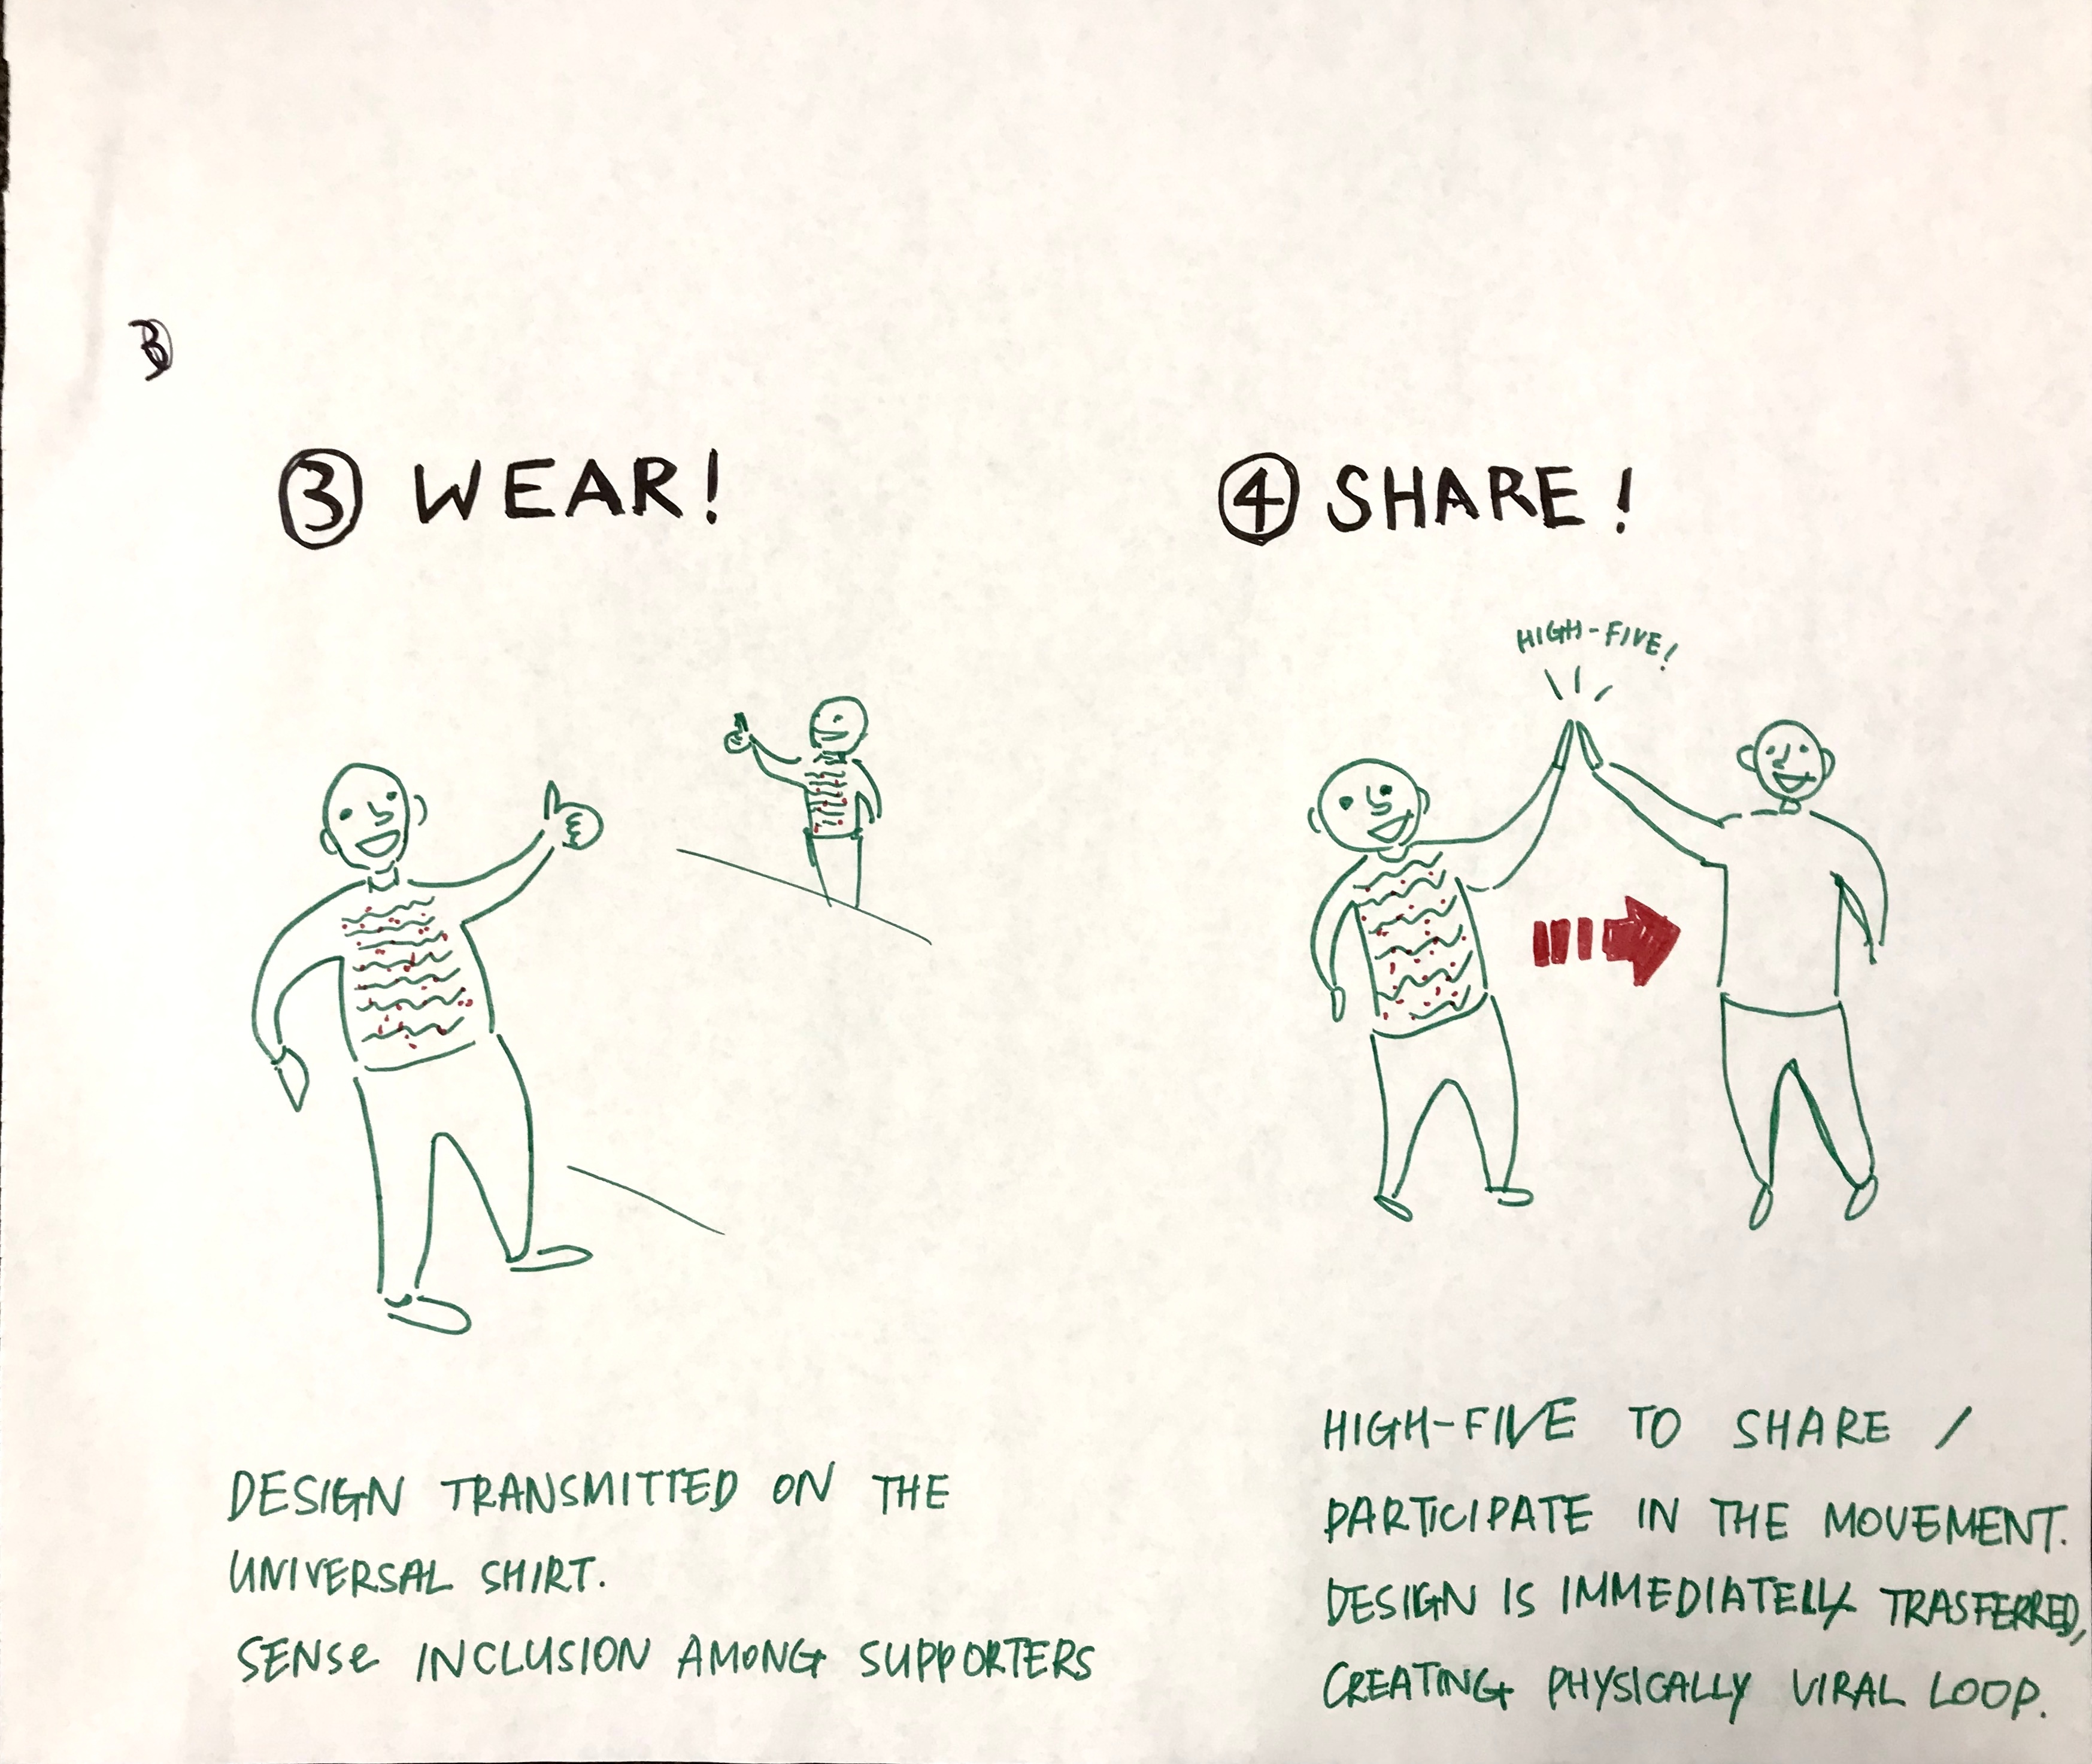 B
③ WEAR!
DESIGN TRANSMITTED ON THE
UNIVERSAL SHIRT.
SENSe INCLUSION AMONG SUPPORTERS
④ SHARE!
HIGH-FIVE!
HIGH-FIVE TO SHARE /
PARTICIPATE IN THE MOVEMENT.
DESIGN IS IMMEDIATELLY TRASFERRED,
CREATING PHYSICALLY VIRAL LOOP.